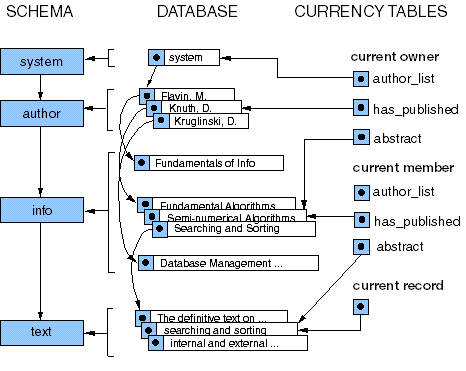 SCHEMA
DATABASE
CURRENCY TABLES
system
author
info
text
system
Flavin, M.
Knuth, D.
Kruglinski, D.
Fundamentals of Info
Fundamental Algorithms
Semi-numerical Algorithms
Searching and Sorting
Database Management ...
The definitive text on ...
searching and sorting
internal and external ...
current owner
author_list
has_published
abstract
current member
author_list
has_published
abstract
current record